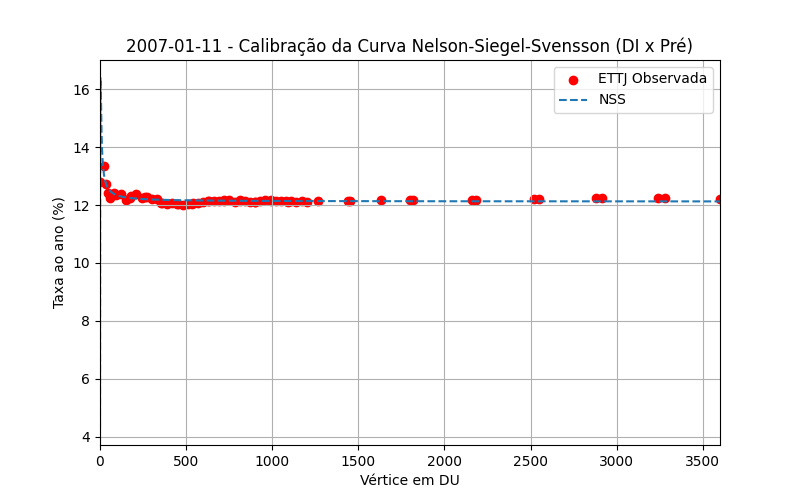 2007-01-11 - Calibração da Curva Nelson-Siegel-Svensson (DI x Pré)
ETTJ Observada
NSS
Taxa ao ano (%)
16
14
12
10
8
6
4
0 500 1000 1500 2000 2500 3000 3500
Vértice em DU